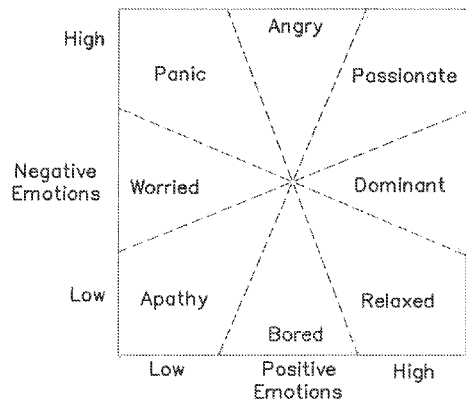 High
Angry
Panic
Passionate
Negative
Emotions
Worried
Dominant
Low
Apathy
Relaxed
Bored
Low
Positive
Emotions
High